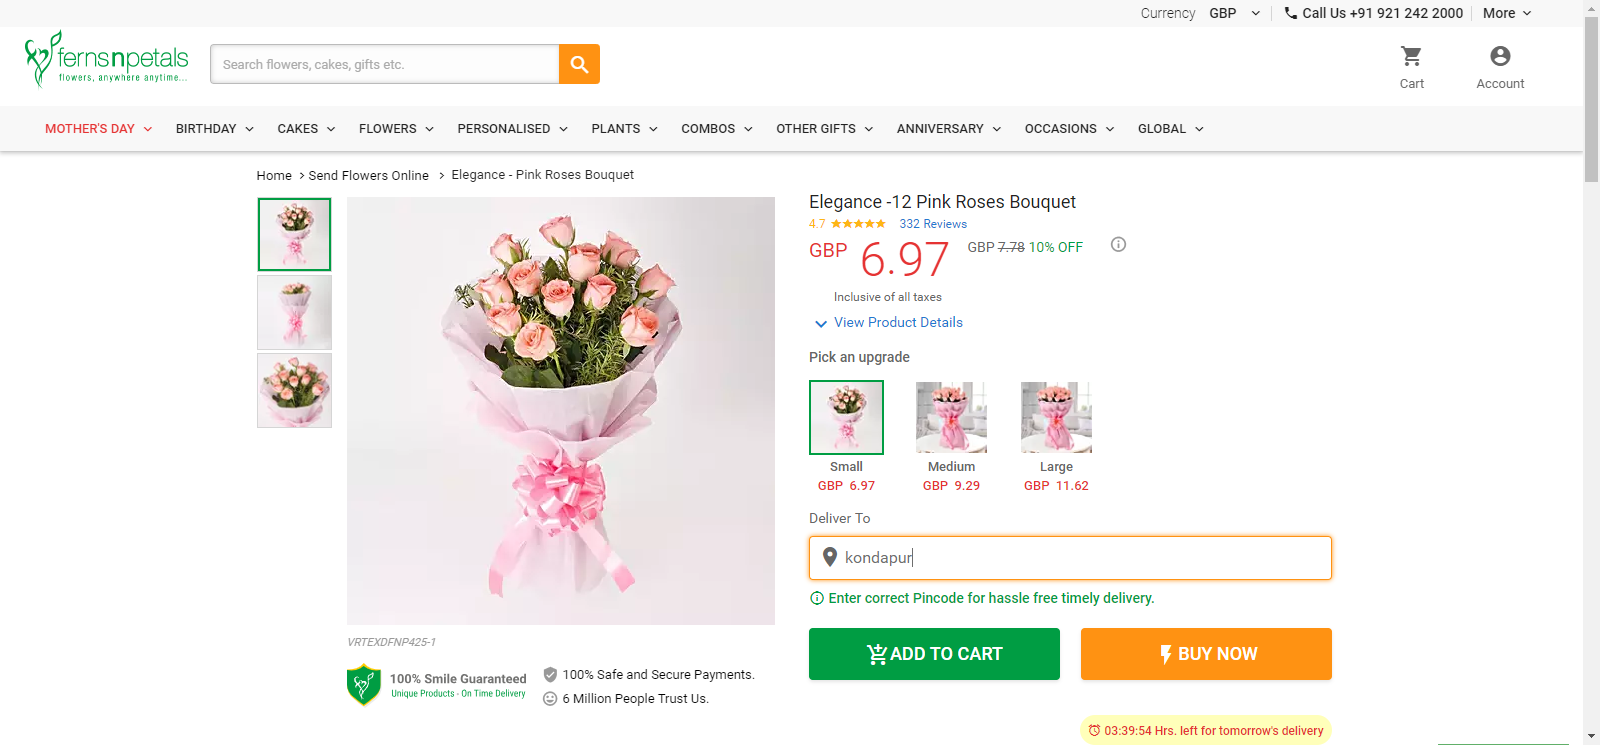 Currency GBP Call Us +91 921 242 2000 More
fernsnpetals
flowers, anywhere anytime...
Search flowers, cakes, gifts etc.
Cart Account
MOTHER'S DAY BIRTHDAY CAKES FLOWERS PERSONALISED PLANTS COMBOS OTHER GIFTS ANNIVERSARY OCCASIONS GLOBAL
Home > Send Flowers Online > Elegance - Pink Roses Bouquet
Elegance -12 Pink Roses Bouquet
4.7 ★★★★★ 332 Reviews
GBP 6.97 GBP 7.78 10% OFF
Inclusive of all taxes
View Product Details
Pick an upgrade
Small Medium Large
GBP 6.97 GBP 9.29 GBP 11.62
Deliver To
kondapur
Enter correct Pincode for hassle free timely delivery.
ADD TO CART BUY NOW
VRTEXDFNP425-1
100% Smile Guaranteed
Unique Products - On Time Delivery
100% Safe and Secure Payments.
6 Million People Trust Us.
03:39:54 Hrs. left for tomorrow's delivery